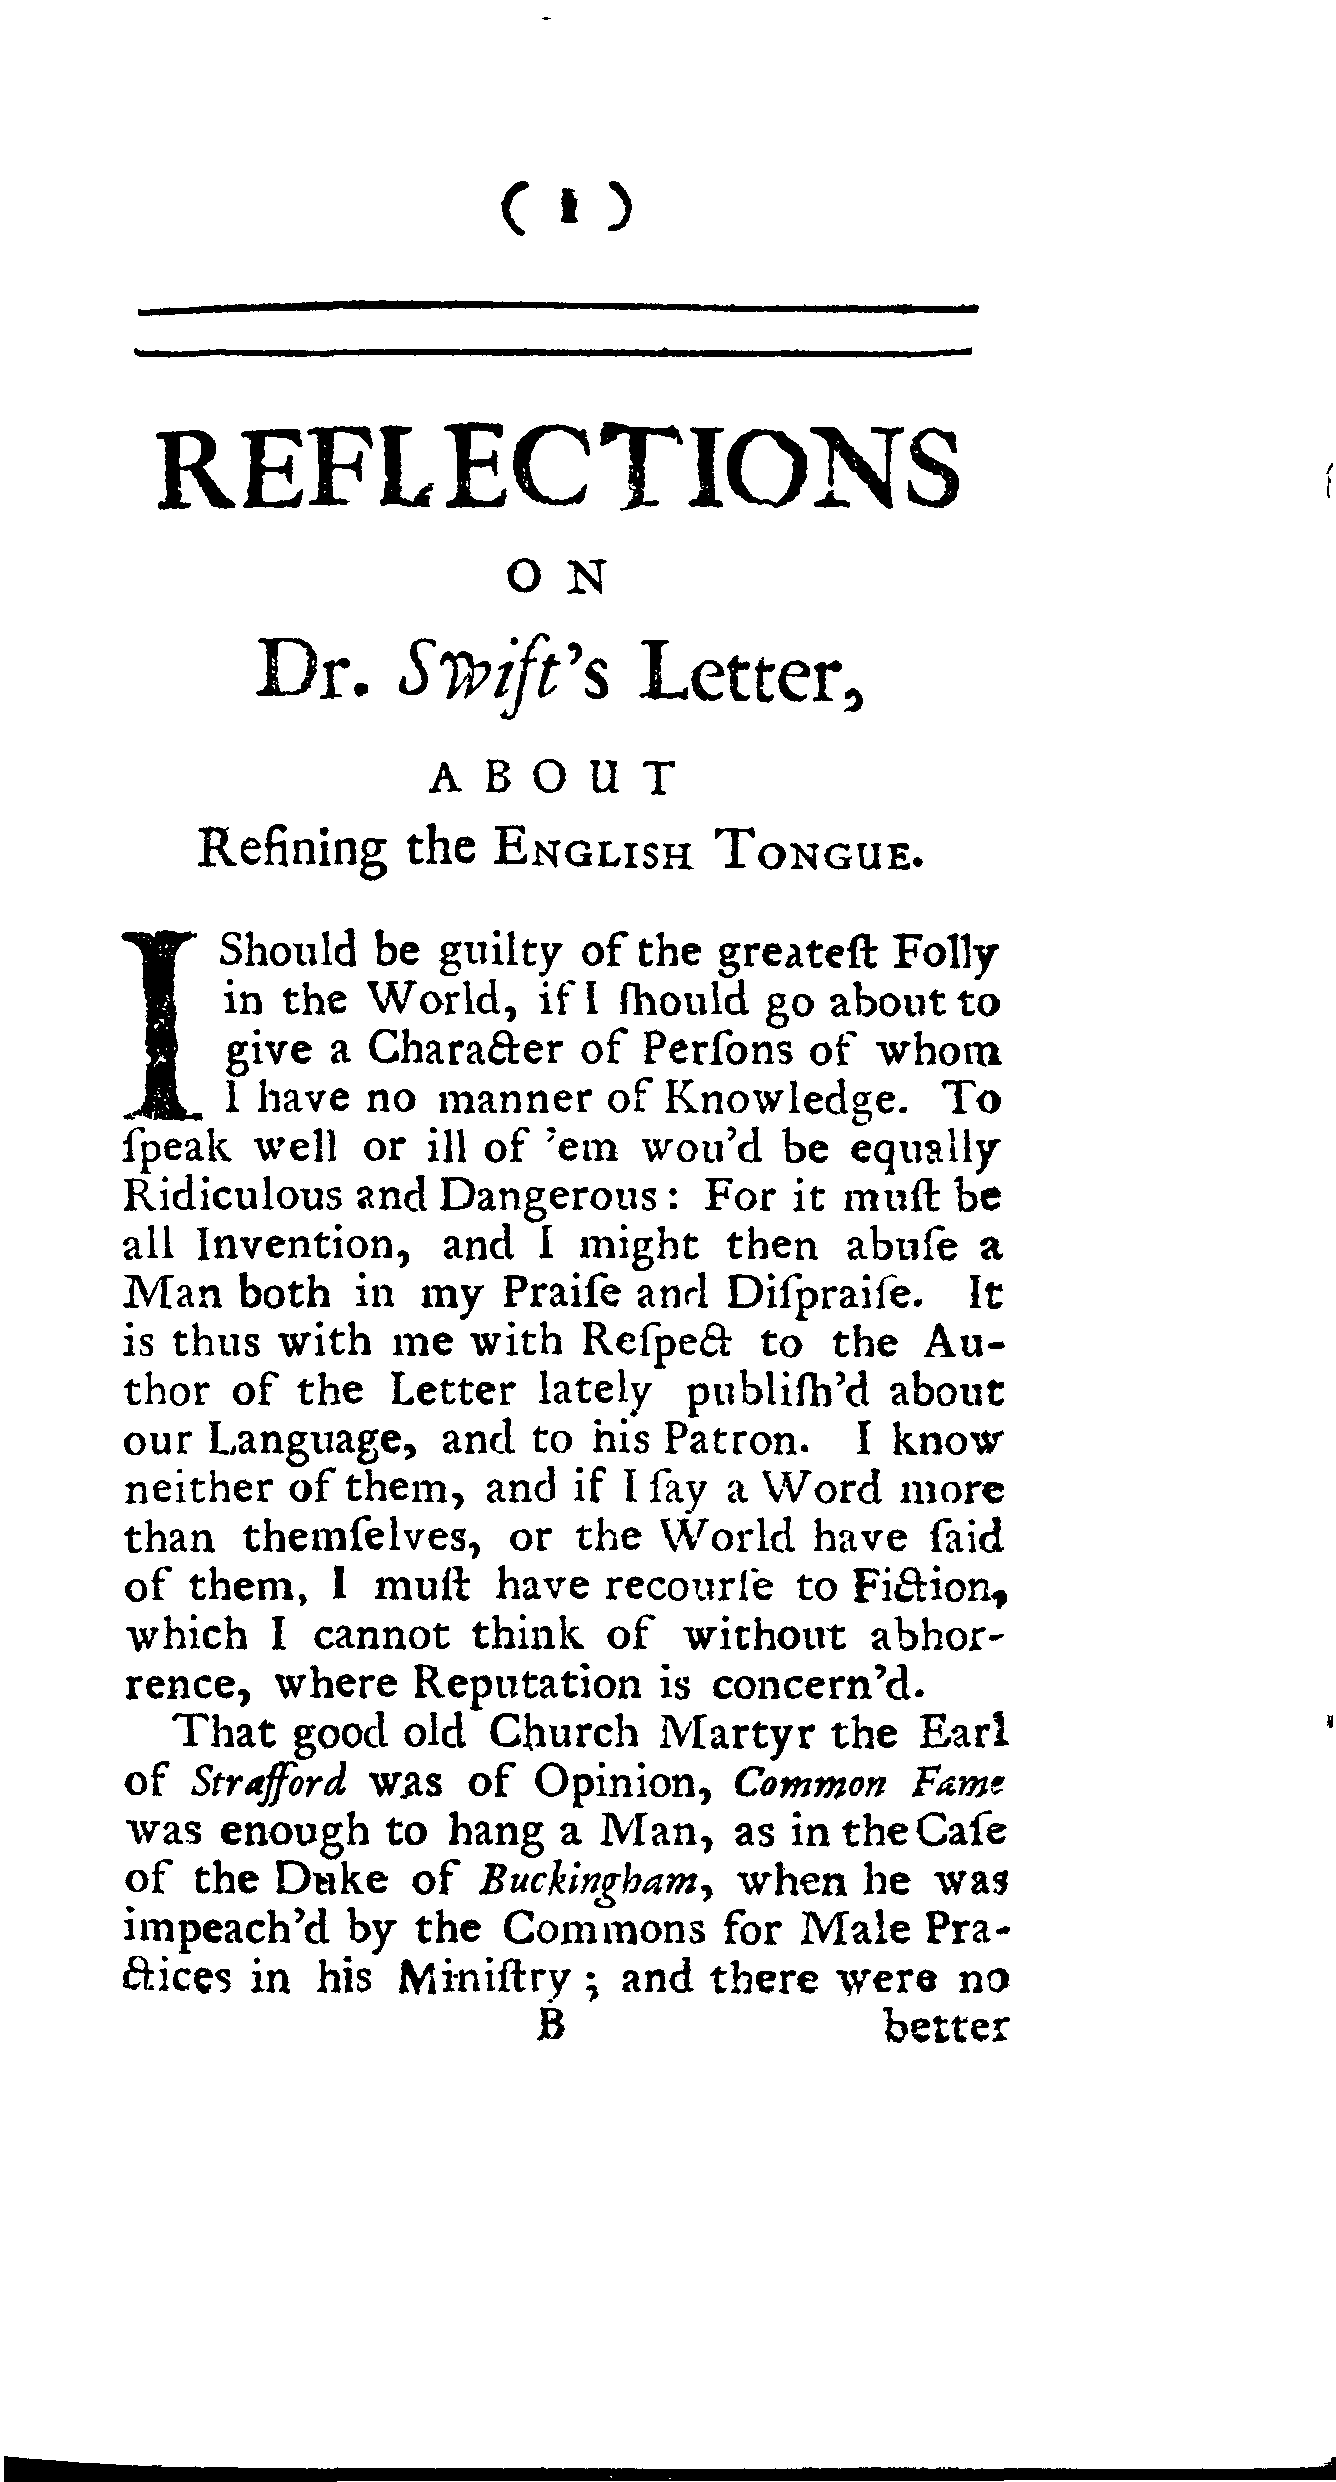 ( 1 )
REFLECTIONS
ON
Dr. Swift's Letter,
ABOUT
Refining the ENGLISH TONGUE.
I Should be guilty of the greateſt Folly
in the World, if I ſhould go about to
give a Character of Perſons of whom
I have no manner of Knowledge. To
ſpeak well or ill of 'em wou'd be equally
Ridiculous and Dangerous: For it muſt be
all Invention, and I might then abuſe a
Man both in my Praiſe and Diſpraiſe. It
is thus with me with Reſpect to the Au-
thor of the Letter lately publiſh'd about
our Language, and to his Patron. I know
neither of them, and if I ſay a Word more
than themſelves, or the World have ſaid
of them, I muſt have recourſe to Fiction,
which I cannot think of without abhor-
rence, where Reputation is concern'd.
That good old Church Martyr the Earl
of Strafford was of Opinion, Common Fame
was enough to hang a Man, as in the Caſe
of the Duke of Buckingham, when he was
impeach'd by the Commons for Male Pra-
ctices in his Miniſtry; and there were no
B better